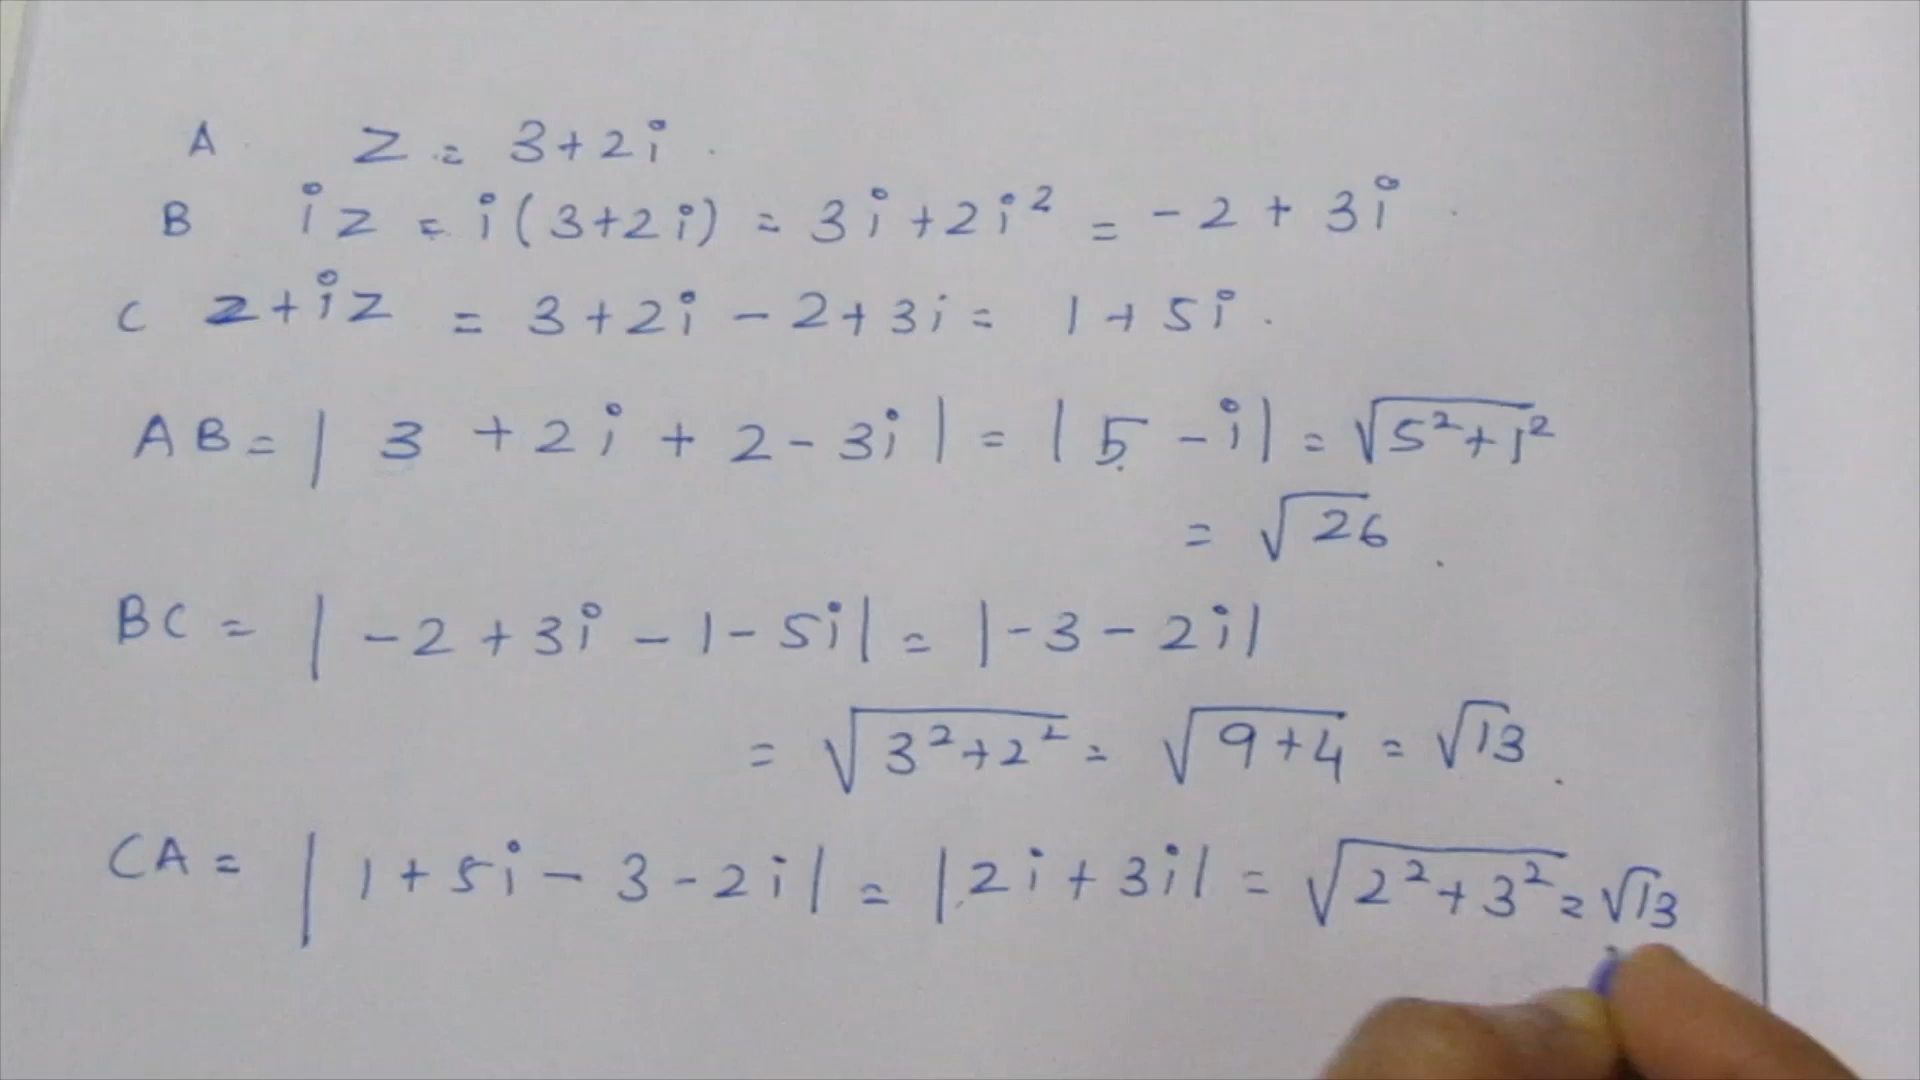 A z = 3+2i
B iz = i(3+2i) = 3i+2i² = -2+3i
C z+iz = 3+2i-2+3i = 1+5i.
AB = |3+2i+2-3i| = |5-i| = √5²+1²
= √26
BC = |-2+3i-1-5i| = |-3-2i|
= √3²+2² = √9+4 = √13
CA = |1+5i-3-2i| = |2i+3i| = √2²+3² = √13